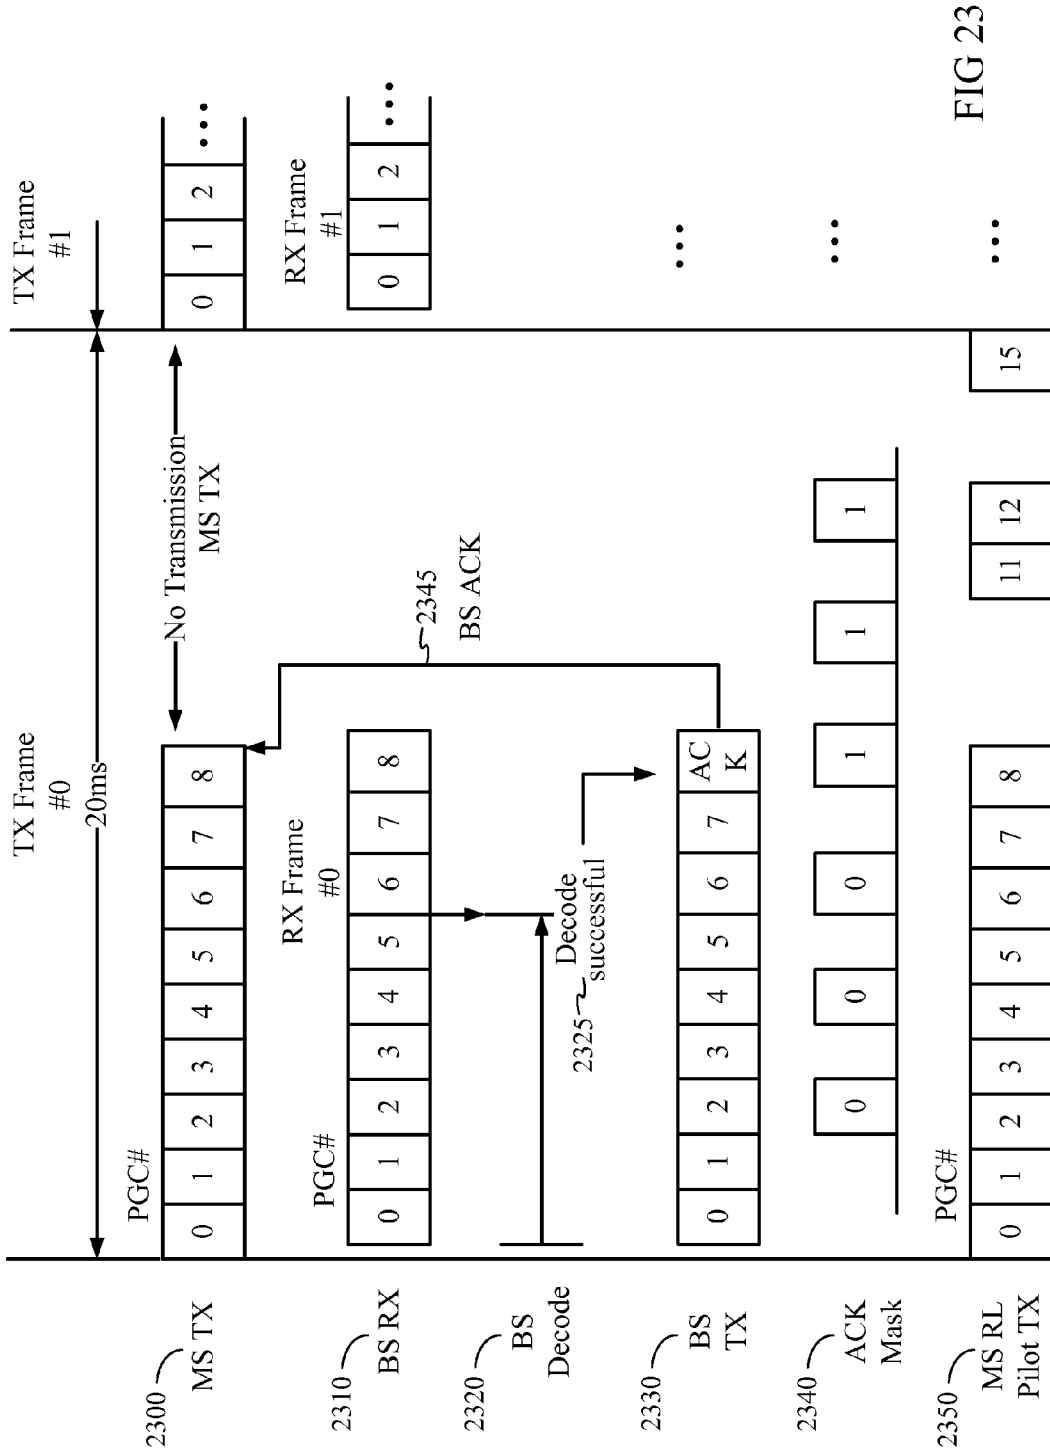 TX Frame
#0
TX Frame
#1
20ms
PGC#
2300
MS TX
0 1 2 3 4 5 6 7 8
No Transmission
MS TX
0 1 2 •••
RX Frame
#0
RX Frame
#1
PGC#
2310
BS RX
0 1 2 3 4 5 6 7 8
0 1 2 •••
2345
BS ACK
2320
BS
Decode
2325
Decode
successful
2330
BS
TX
0 1 2 3 4 5 6 7 AC
K
•••
2340
ACK
Mask
0 0 0 1 1 1
•••
PGC#
2350
MS RL
Pilot TX
0 1 2 3 4 5 6 7 8 11 12 15
•••
FIG 23